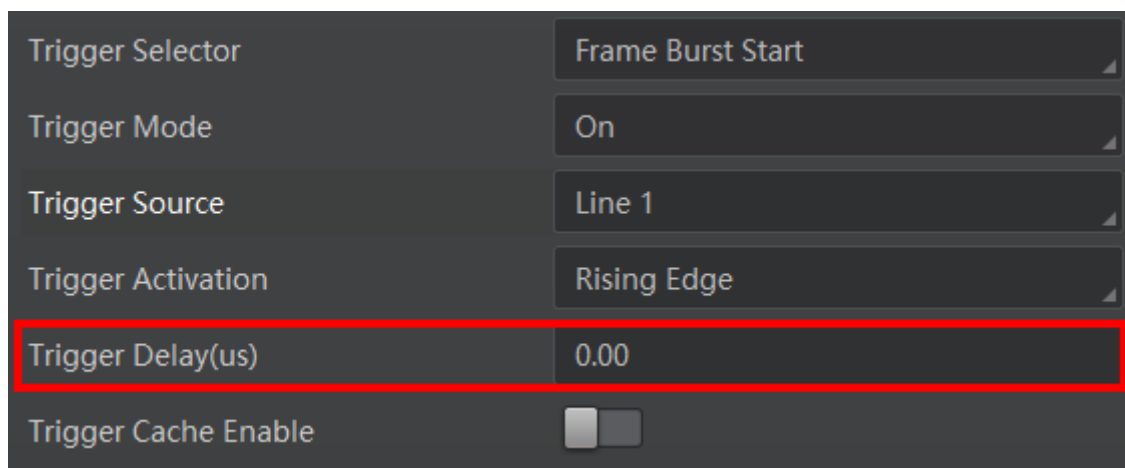 Trigger Selector Frame Burst Start
Trigger Mode On
Trigger Source Line 1
Trigger Activation Rising Edge
Trigger Delay(us) 0.00
Trigger Cache Enable